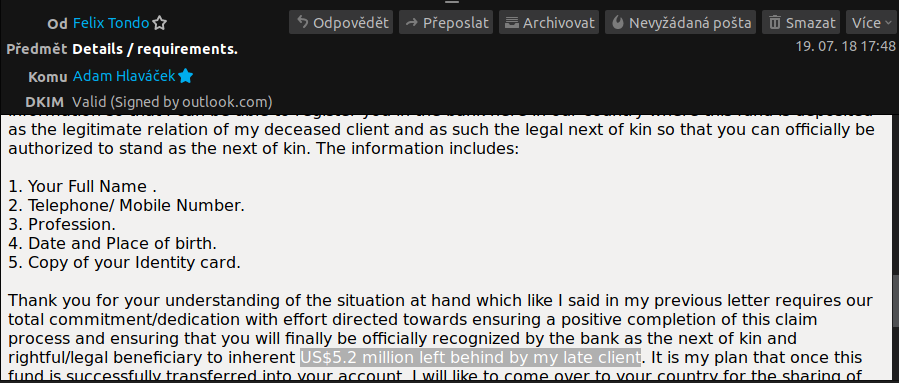 Od Felix Tondo Odpovědět Přeposlat Archivovat Nevyžádaná pošta Smazat Více
Předmět Details / requirements. 19. 07. 18 17:48
Komu Adam Hlaváček
DKIM Valid (Signed by outlook.com)
as the legitimate relation of my deceased client and as such the legal next of kin so that you can officially be
authorized to stand as the next of kin. The information includes:
1. Your Full Name .
2. Telephone/ Mobile Number.
3. Profession.
4. Date and Place of birth.
5. Copy of your Identity card.
Thank you for your understanding of the situation at hand which like I said in my previous letter requires our
total commitment/dedication with effort directed towards ensuring a positive completion of this claim
process and ensuring that you will finally be officially recognized by the bank as the next of kin and
rightful/legal beneficiary to inherent US$5.2 million left behind by my late client. It is my plan that once this
fund is successfully transferred into your account, I will like to come over to your country for the sharing of